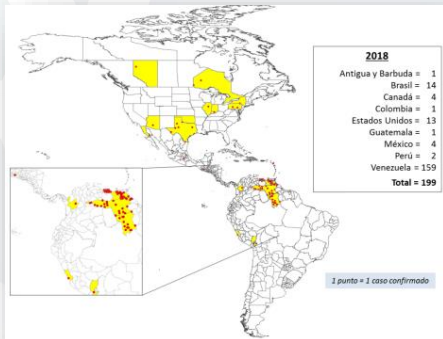 2018
Antigua y Barbuda = 1
Brasil = 14
Canadá = 4
Colombia = 1
Estados Unidos = 13
Guatemala = 1
México = 4
Perú = 2
Venezuela = 159
Total = 199
1 punto = 1 caso confirmado